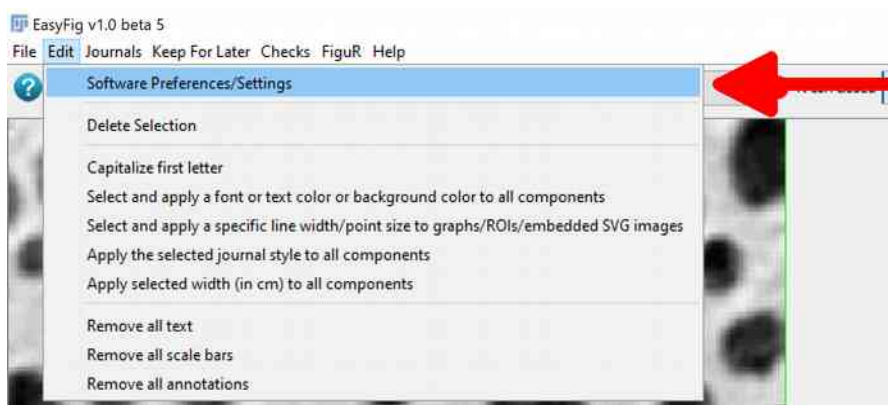 EasyFig v1.0 beta 5
File Edit Journals Keep For Later Checks FiguR Help
Software Preferences/Settings
Delete Selection
Capitalize first letter
Select and apply a font or text color or background color to all components
Select and apply a specific line width/point size to graphs/ROIs/embedded SVG images
Apply the selected journal style to all components
Apply selected width (in cm) to all components
Remove all text
Remove all scale bars
Remove all annotations